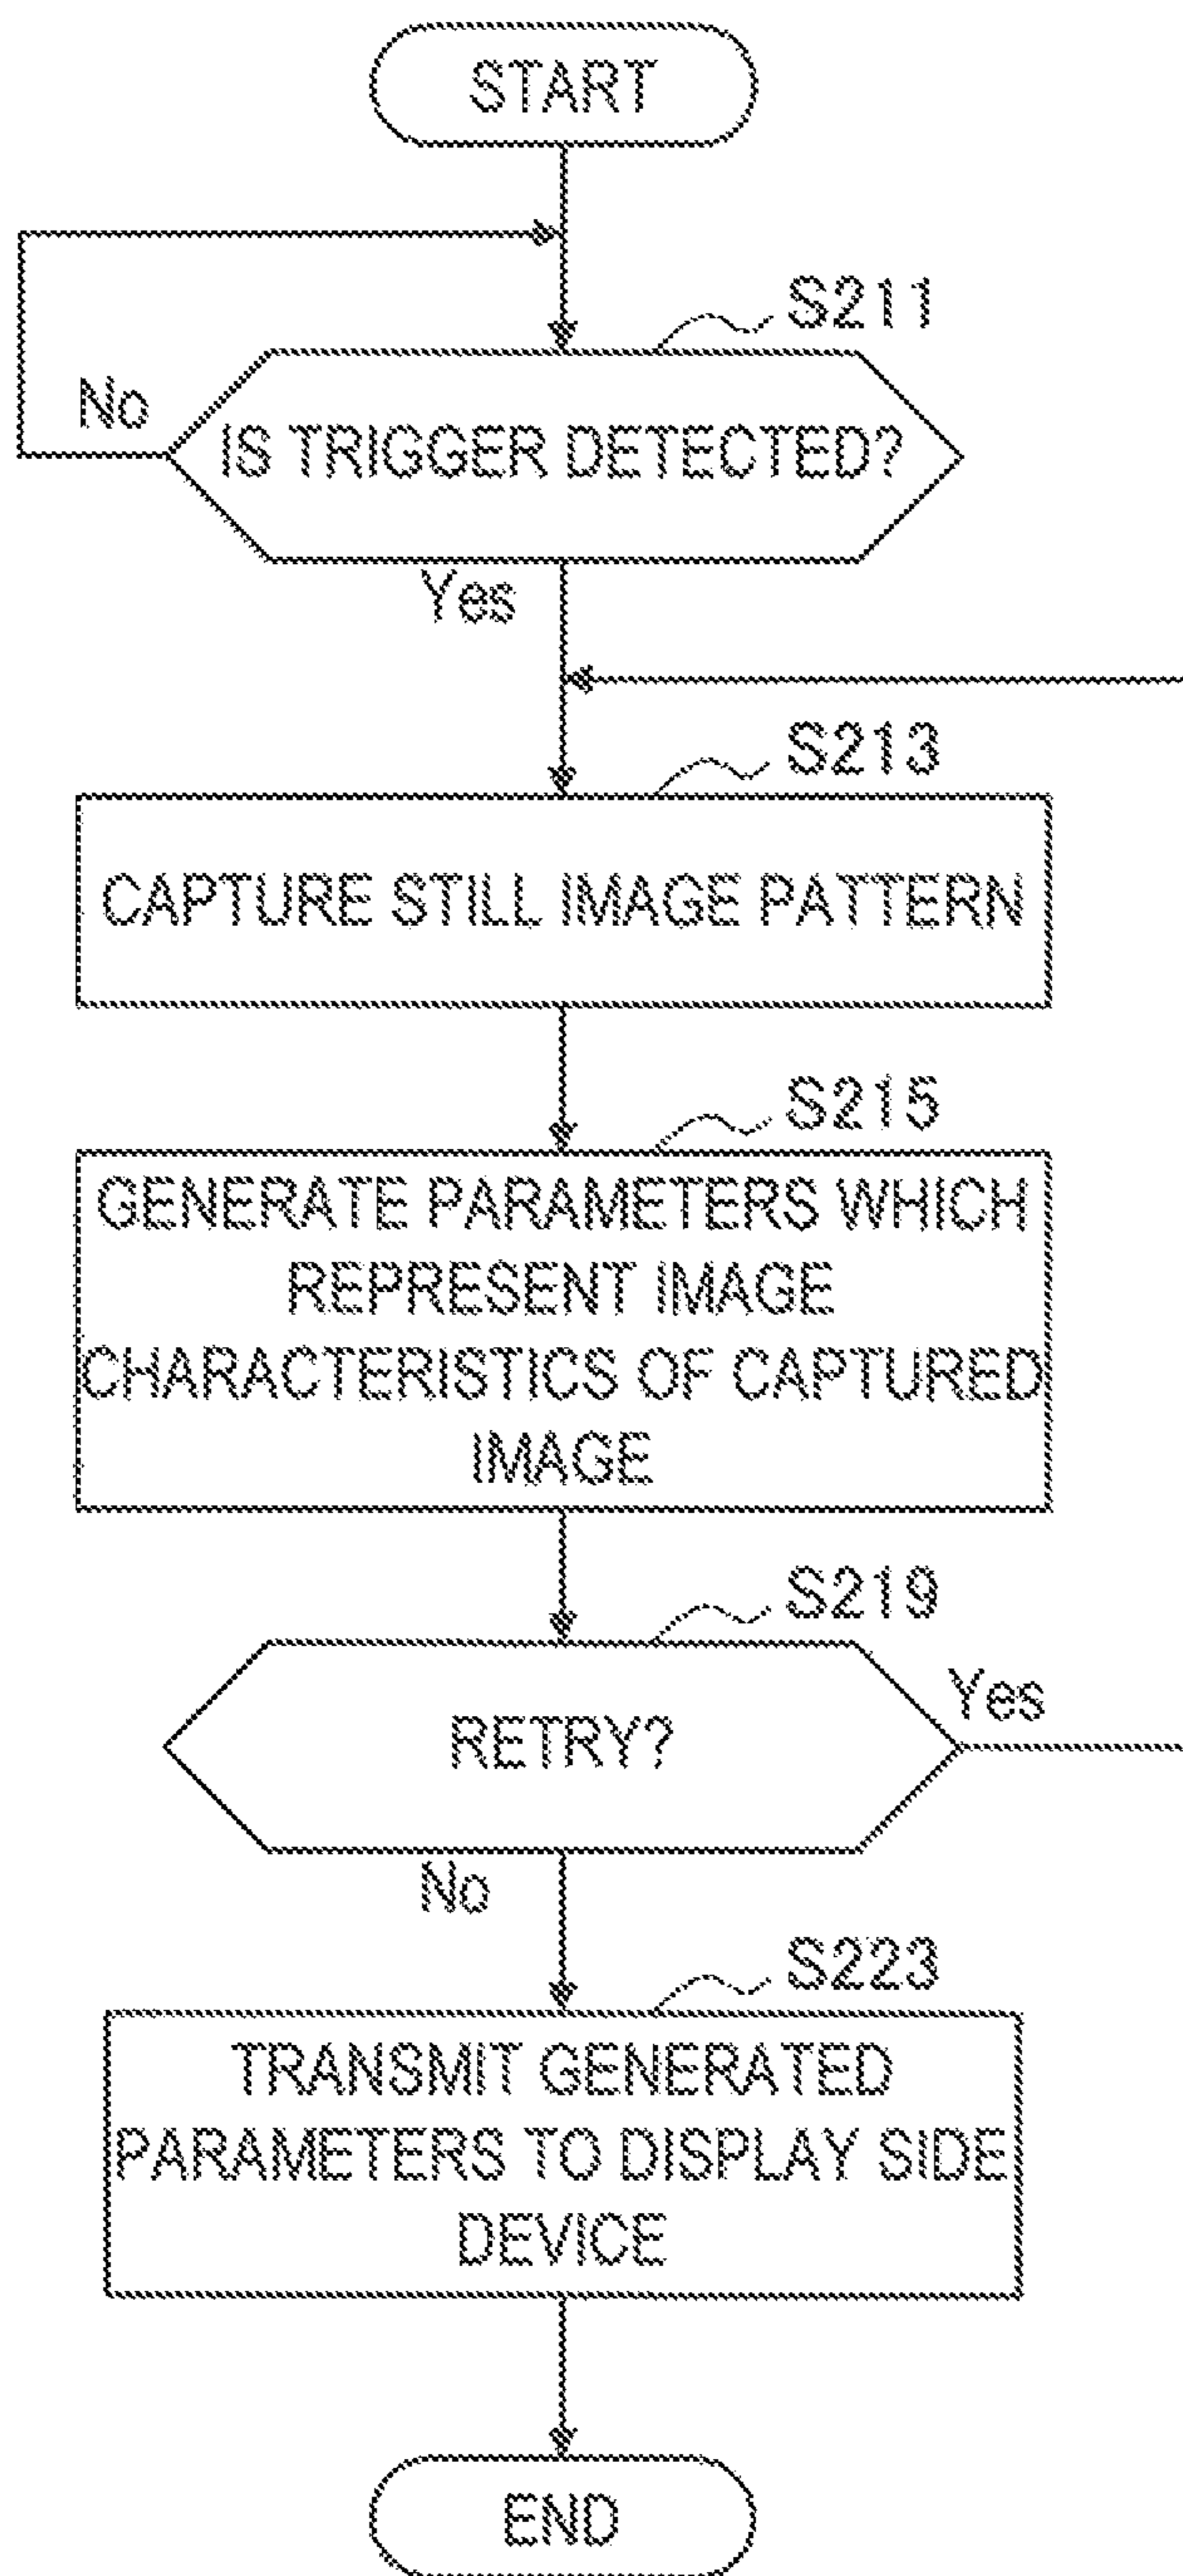 START
S211
No
IS TRIGGER DETECTED?
Yes
S213
CAPTURE STILL IMAGE PATTERN
S215
GENERATE PARAMETERS WHICH
REPRESENT IMAGE
CHARACTERISTICS OF CAPTURED
IMAGE
S219
Yes
RETRY?
No
S223
TRANSMIT GENERATED
PARAMETERS TO DISPLAY SIDE
DEVICE
END